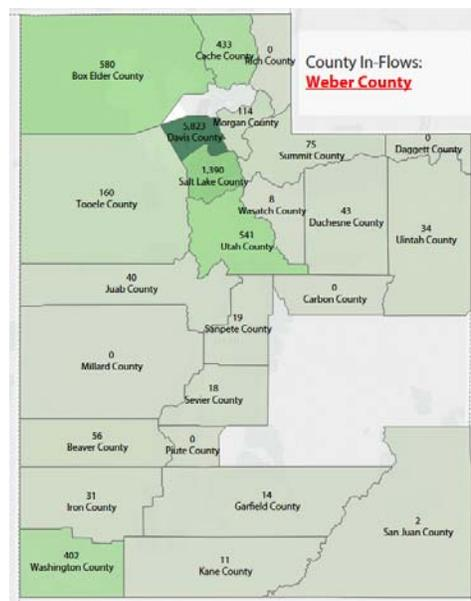 County In-Flows:
Weber County
580
Box Elder County
433
Cache County
0
Rich County
114
Morgan County
5,823
Davis County
75
Summit County
0
Daggett County
1,390
Salt Lake County
160
Tooele County
8
Wasatch County
43
Duchesne County
34
Uintah County
541
Utah County
40
Juab County
0
Carbon County
19
Sanpete County
0
Millard County
18
Sevier County
56
Beaver County
0
Piute County
31
Iron County
14
Garfield County
2
San Juan County
402
Washington County
11
Kane County